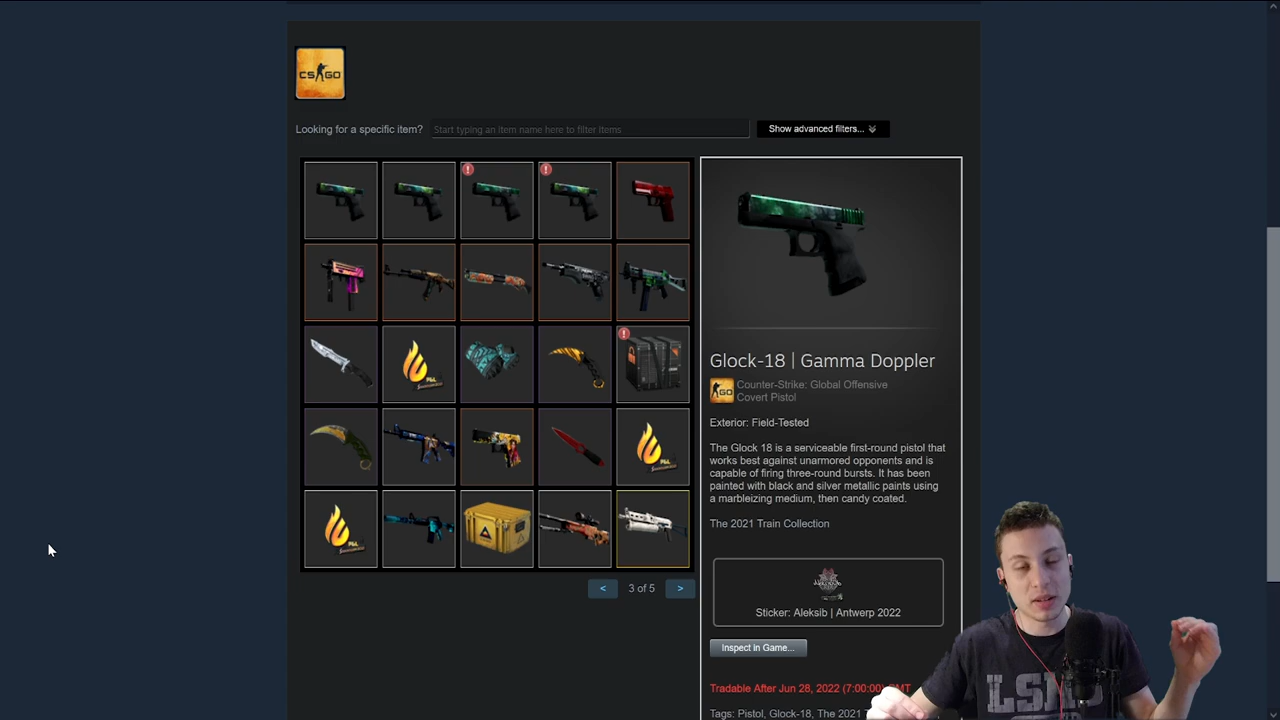 CS GO
Looking for a specific item?
Start typing an item name here to filter items
Show advanced filters...
Glock-18 | Gamma Doppler
GO
Counter-Strike: Global Offensive
Covert Pistol
Exterior: Field-Tested
The Glock 18 is a serviceable first-round pistol that
works best against unarmored opponents and is
capable of firing three-round bursts. It has been
painted with black and silver metallic paints using
a marbleizing medium, then candy coated.
The 2021 Train Collection
Sticker: Aleksib | Antwerp 2022
< 3 of 5 >
Inspect in Game...
Tradable After Jun 28, 2022 (7:00:00) GMT
Tags: Pistol, Glock-18, The 2021